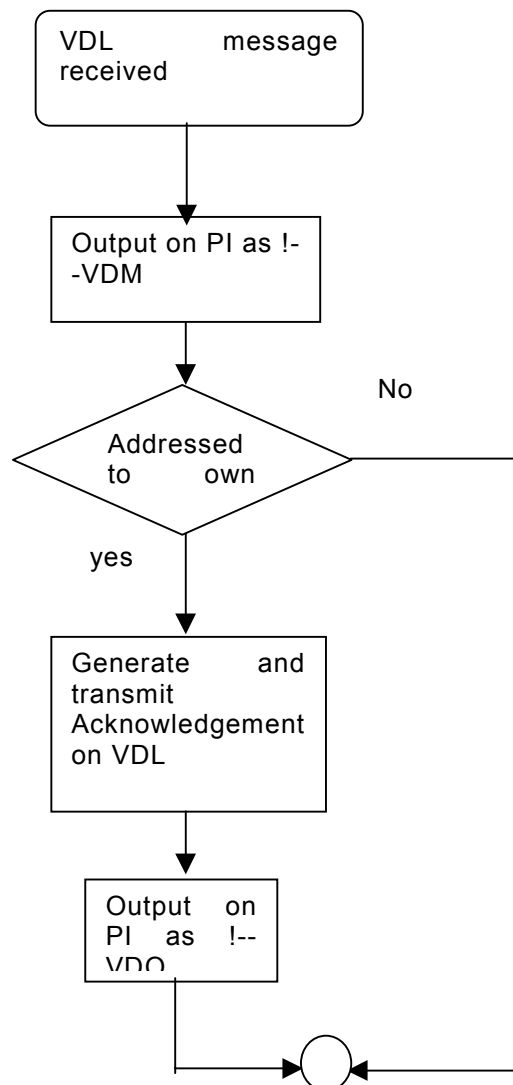 VDL message
received
Output on PI as !-
-VDM
No
Addressed
to own
yes
Generate and
transmit
Acknowledgement
on VDL
Output on
PI as !--
VDO